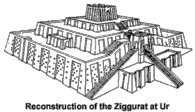 Reconstruction of the Ziggurat at Ur